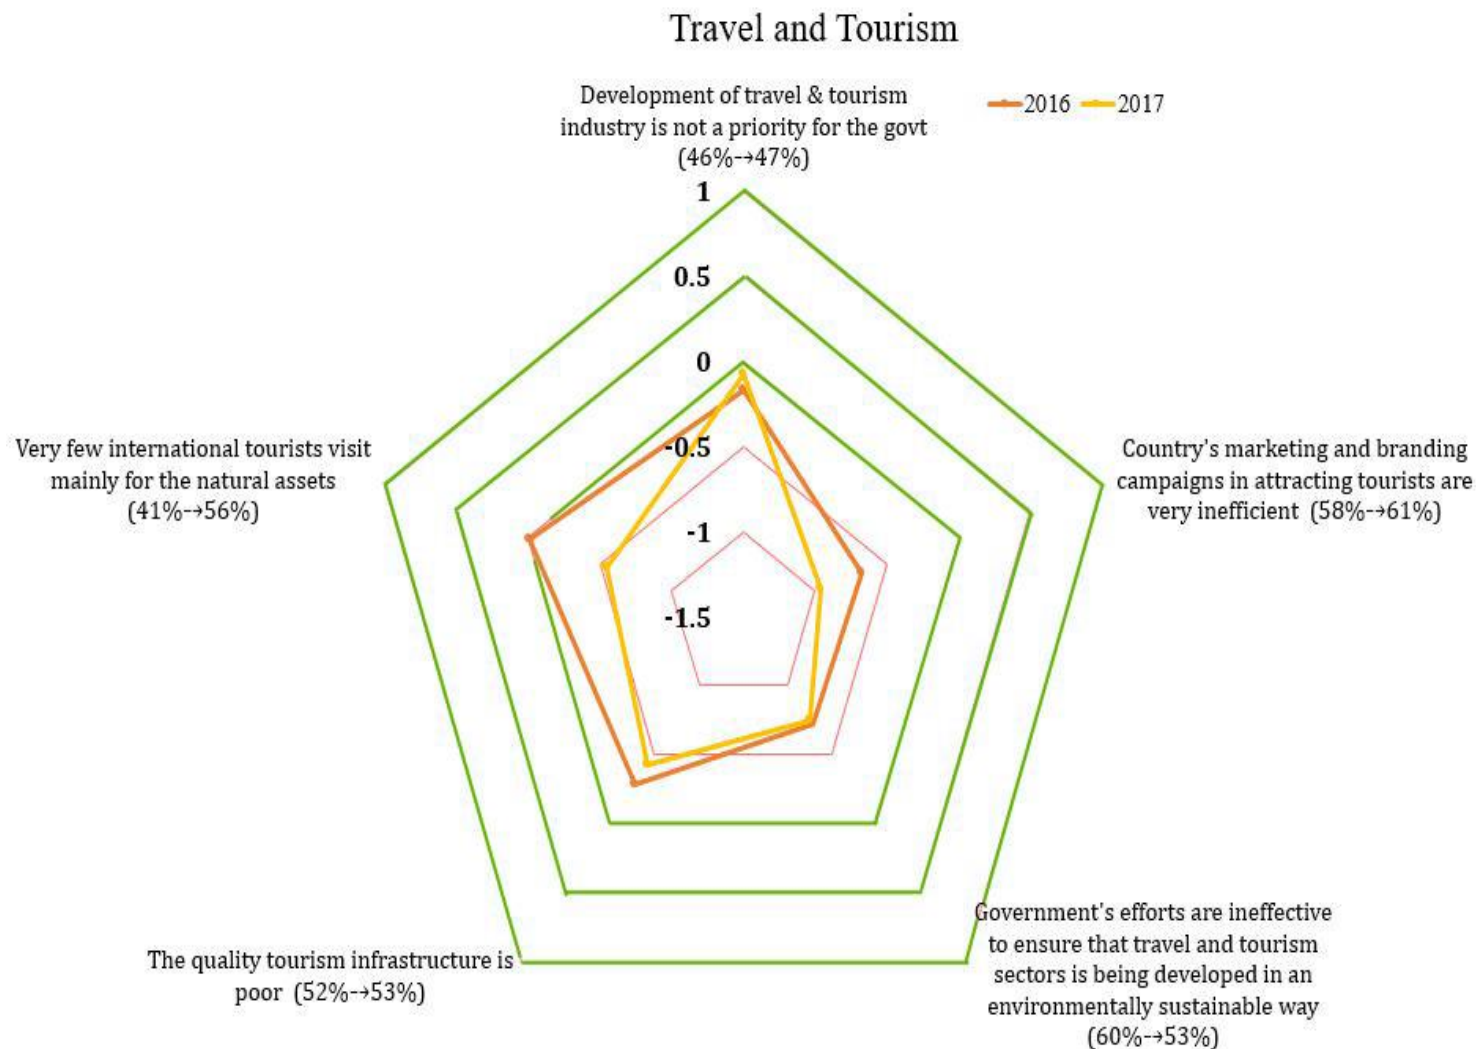 Travel and Tourism
Development of travel & tourism
industry is not a priority for the govt
(46%→47%)
2016
2017
1
0.5
0
-0.5
-1
-1.5
Very few international tourists visit
mainly for the natural assets
(41%→56%)
Country's marketing and branding
campaigns in attracting tourists are
very inefficient (58%→61%)
The quality tourism infrastructure is
poor (52%→53%)
Government's efforts are ineffective
to ensure that travel and tourism
sectors is being developed in an
environmentally sustainable way
(60%→53%)